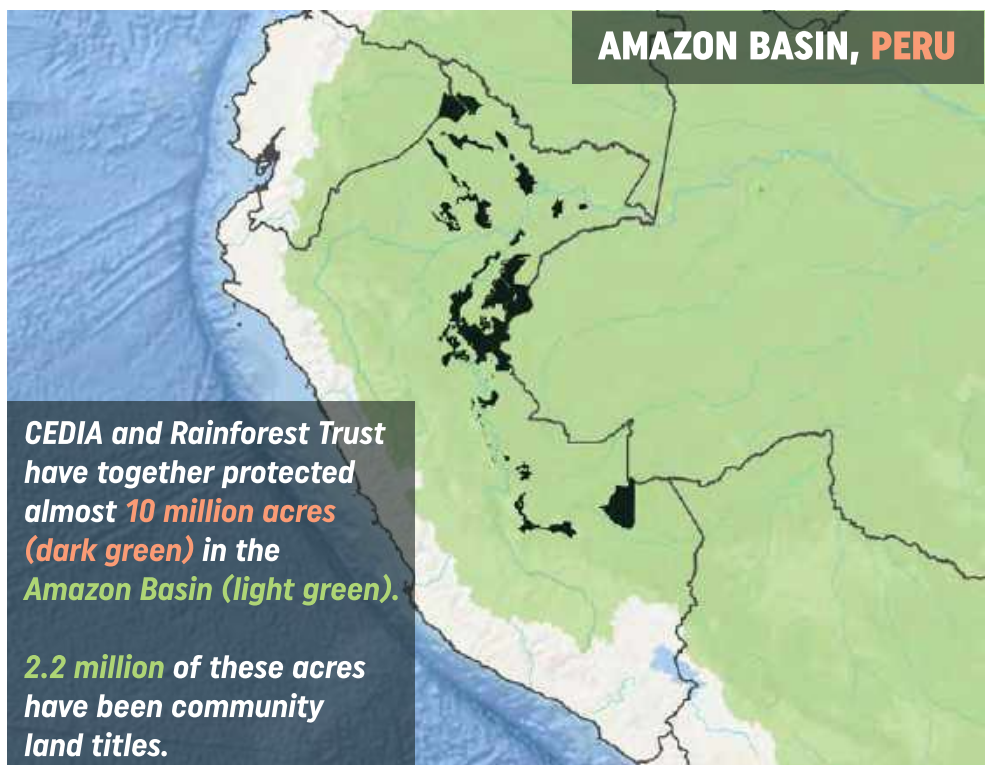 AMAZON BASIN, PERU
CEDIA and Rainforest Trust
have together protected
almost 10 million acres
(dark green) in the
Amazon Basin (light green).
2.2 million of these acres
have been community
land titles.